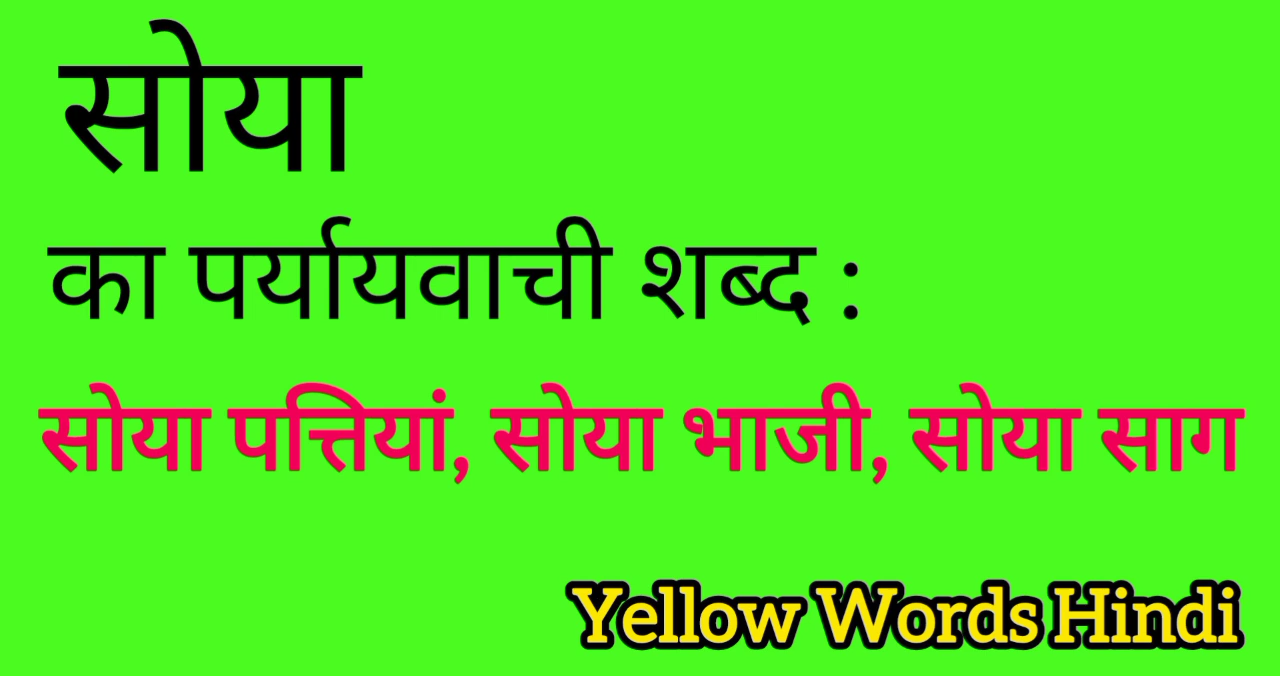 सोया
का पर्यायवाची शब्द :
सोया पत्तियां, सोया भाजी, सोया साग
Yellow Words Hindi